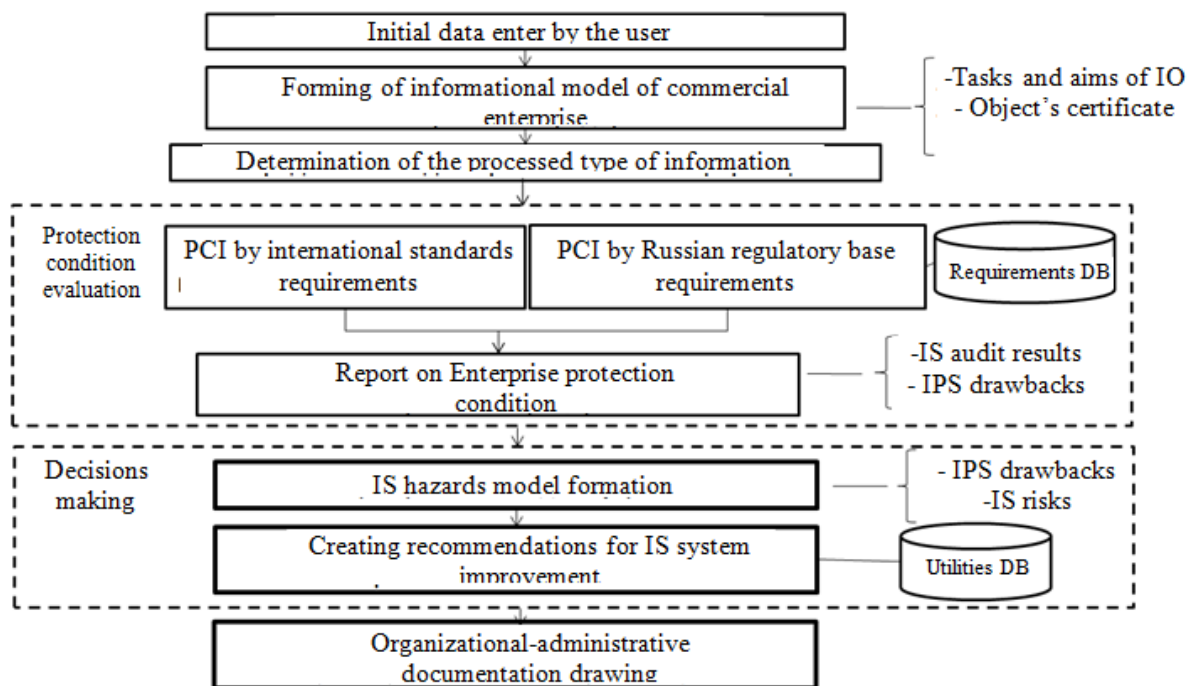 Initial data enter by the user
Forming of informational model of commercial
enterprise
-Tasks and aims of IO
- Object's certificate
Determination of the processed type of information
Protection
condition
evaluation
PCI by international standards
requirements
PCI by Russian regulatory base
requirements
Requirements DB
Report on Enterprise protection
condition
-IS audit results
- IPS drawbacks
Decisions
making
IS hazards model formation
- IPS drawbacks
-IS risks
Creating recommendations for IS system
improvement
Utilities DB
Organizational-administrative
documentation drawing